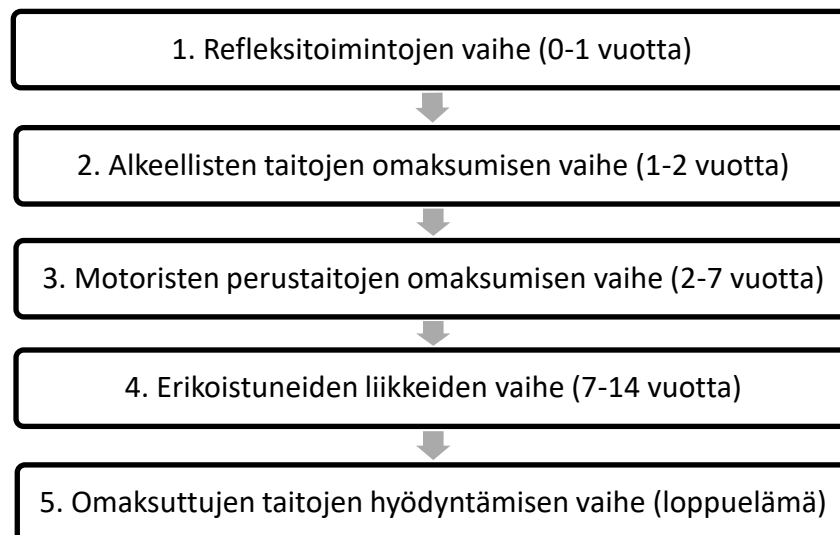 1. Refleksitoimintojen vaihe (0-1 vuotta)
2. Alkeellisten taitojen omaksumisen vaihe (1-2 vuotta)
3. Motoristen perustaitojen omaksumisen vaihe (2-7 vuotta)
4. Erikoistuneiden liikkeiden vaihe (7-14 vuotta)
5. Omaksuttujen taitojen hyödyntämisen vaihe (loppuelämä)